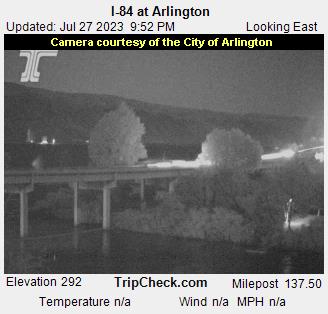 I-84 at Arlington
Updated: Jul 27 2023 9:52 PM Looking East
Camera courtesy of the City of Arlington
Elevation 292 TripCheck.com Milepost 137.50
Temperature n/a Wind n/a MPH n/a